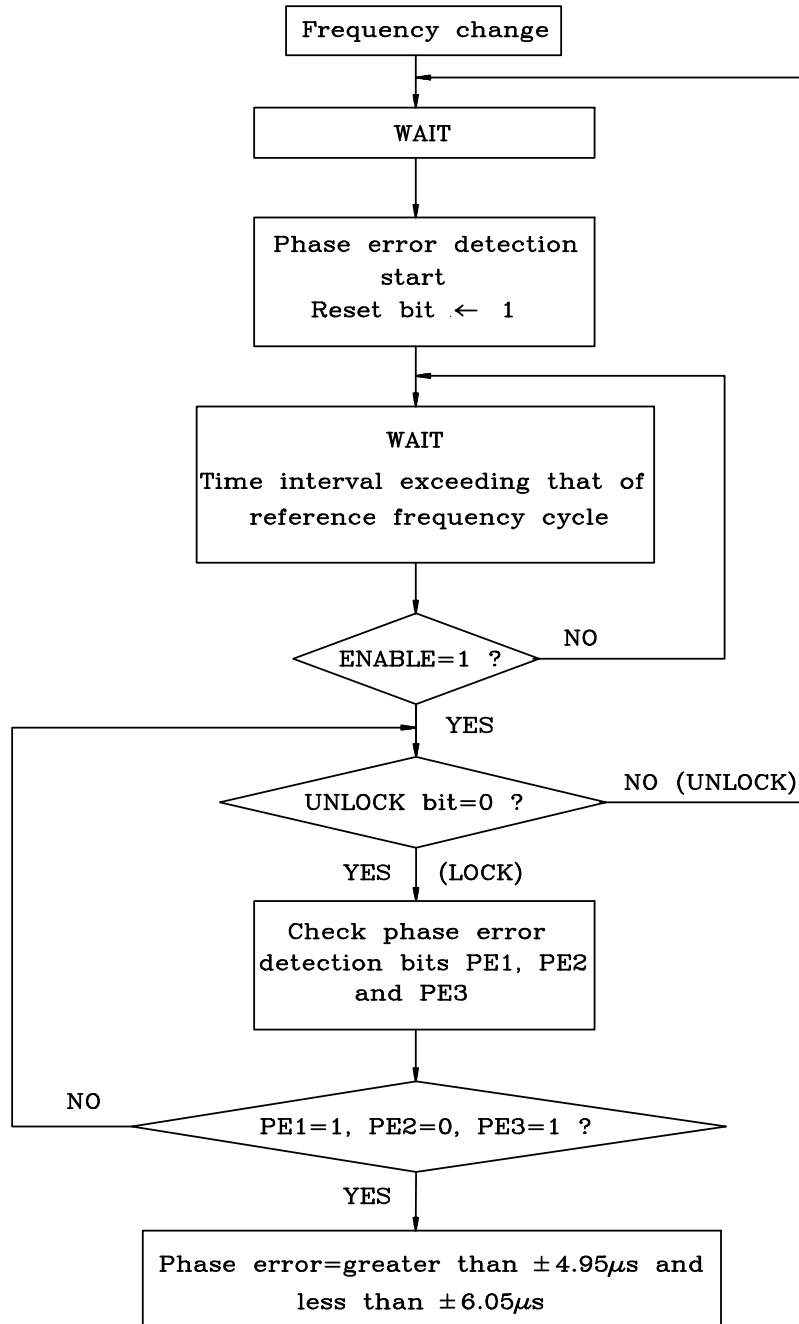 Frequency change
WAIT
Phase error detection
start
Reset bit ← 1
WAIT
Time interval exceeding that of
reference frequency cycle
ENABLE=1 ?
NO
YES
UNLOCK bit=0 ?
NO (UNLOCK)
YES (LOCK)
Check phase error
detection bits PE1, PE2
and PE3
PE1=1, PE2=0, PE3=1 ?
NO
YES
Phase error=greater than ±4.95μs and
less than ±6.05μs